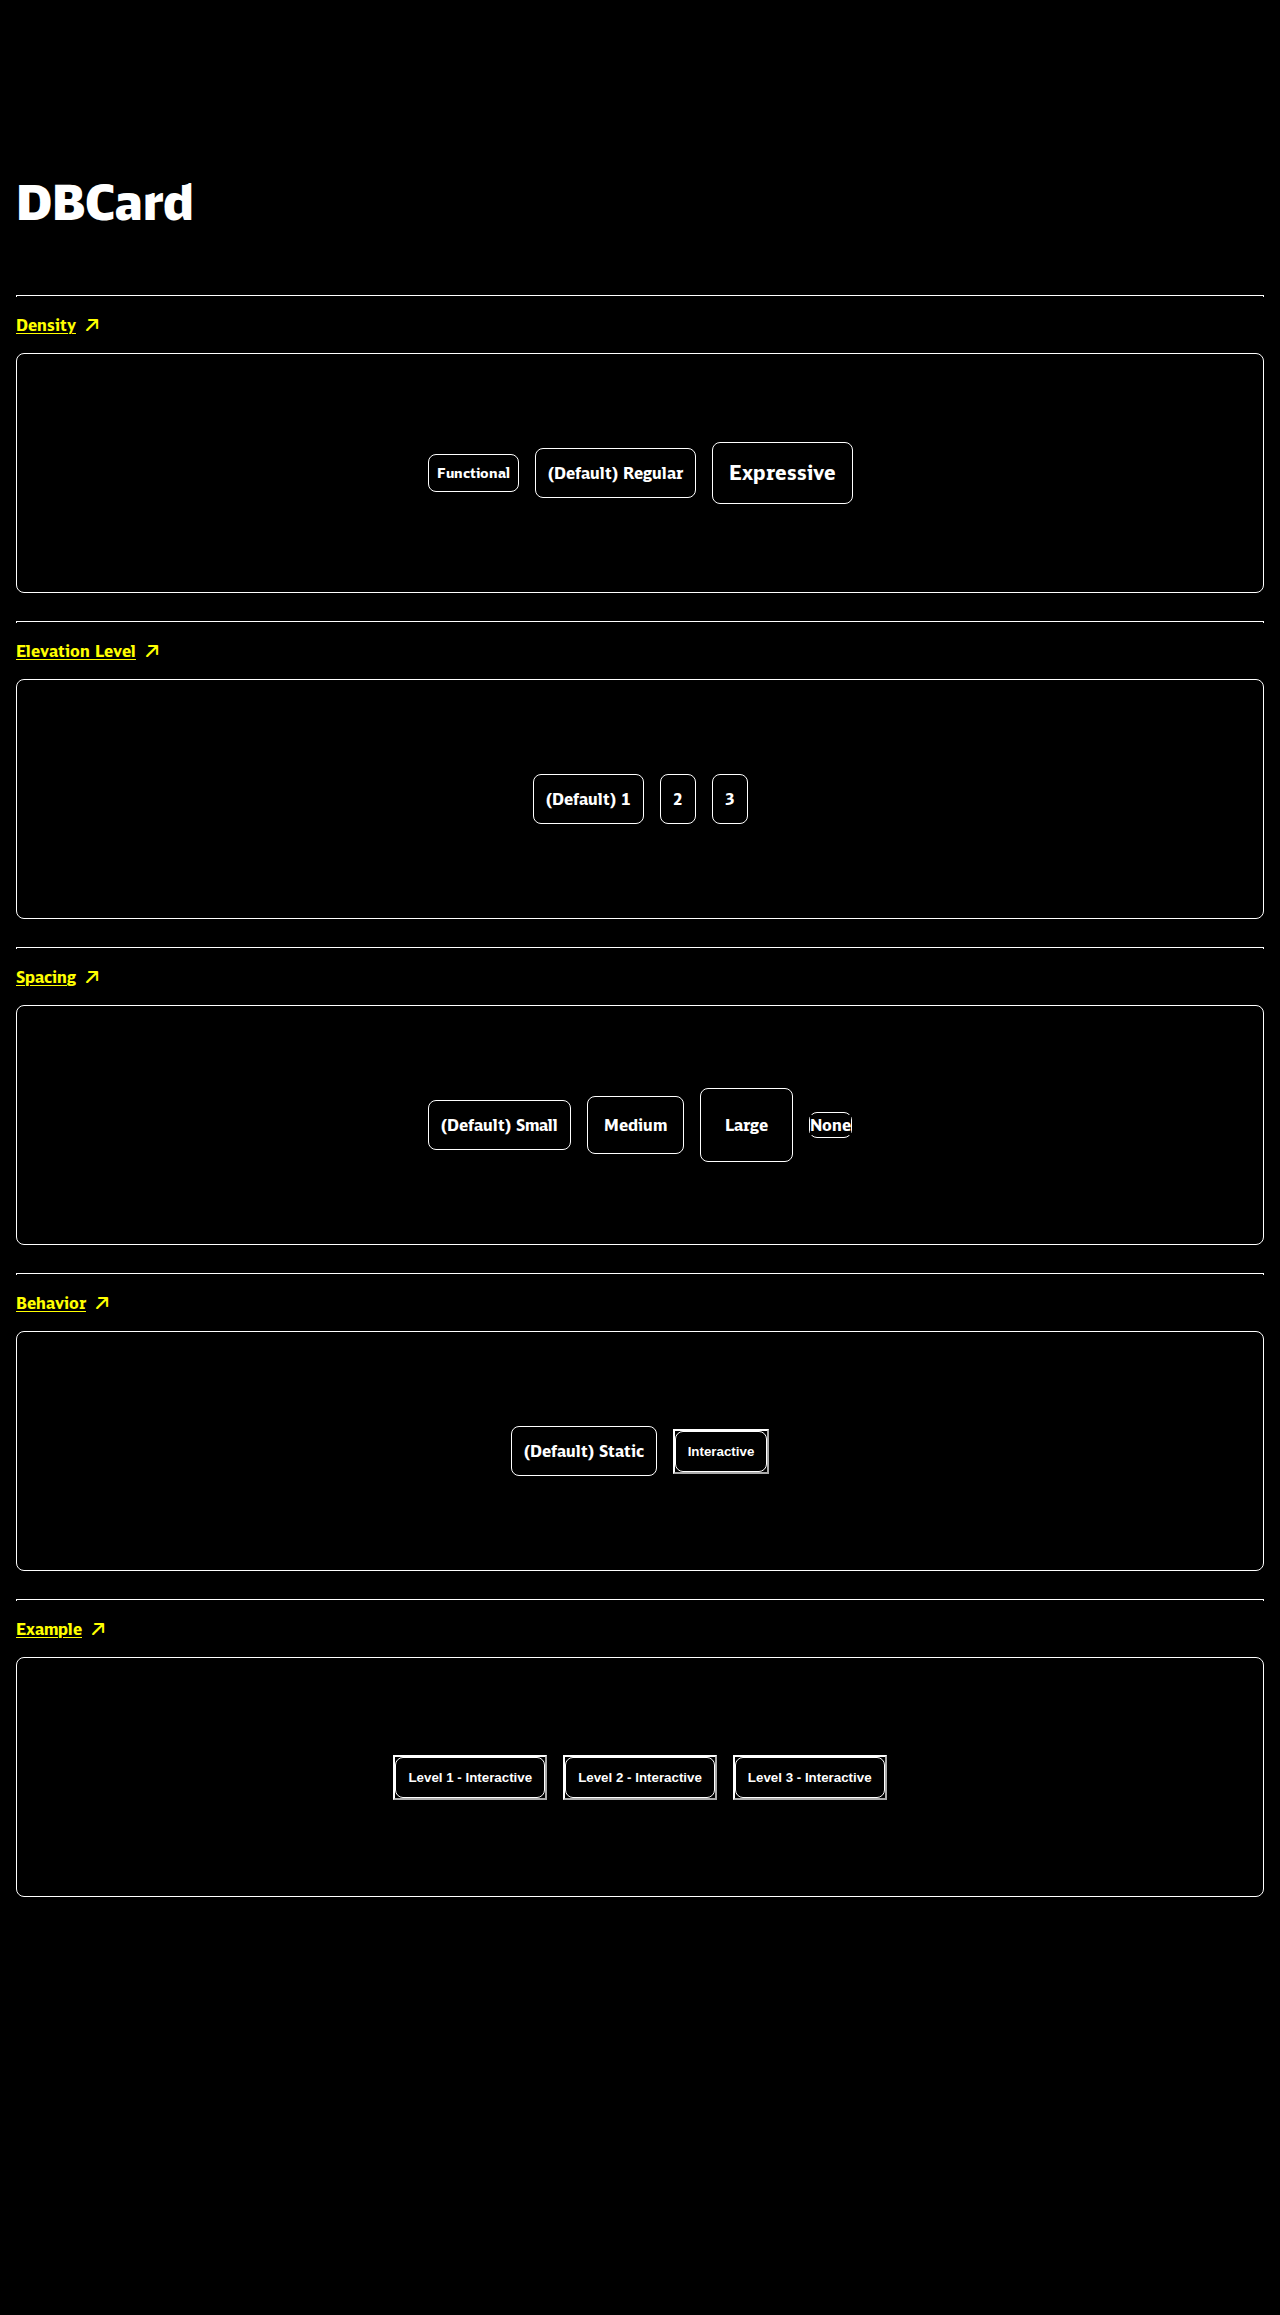 DBCard
Density
Functional
(Default) Regular
Expressive
Elevation Level
(Default) 1
2
3
Spacing
(Default) Small
Medium
Large
None
Behavior
(Default) Static
Interactive
Example
Level 1 - Interactive
Level 2 - Interactive
Level 3 - Interactive